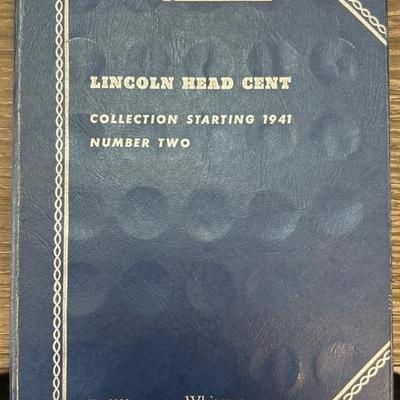 LINCOLN HEAD CENT
COLLECTION STARTING 1941
NUMBER TWO